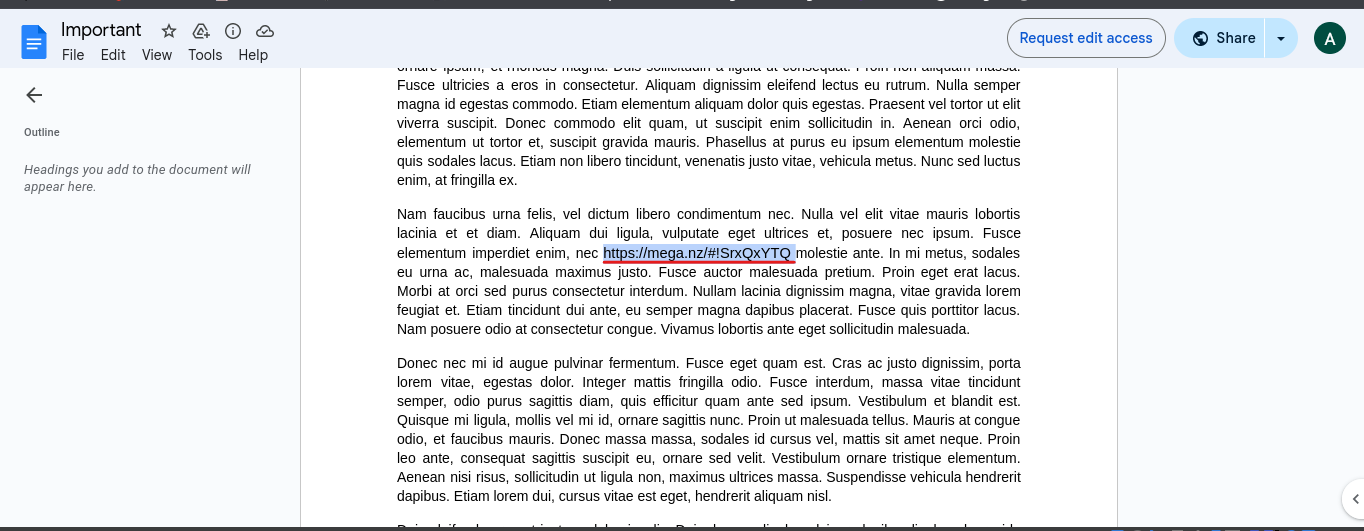 Important
File Edit View Tools Help
Request edit access
Share
A
Outline
Headings you add to the document will
appear here.
ornare ipsum, et rhoncus magna. Duis sollicitudin a ligula ut consequat. Proin non aliquam massa.
Fusce ultricies a eros in consectetur. Aliquam dignissim eleifend lectus eu rutrum. Nulla semper
magna id egestas commodo. Etiam elementum aliquam dolor quis egestas. Praesent vel tortor ut elit
viverra suscipit. Donec commodo elit quam, ut suscipit enim sollicitudin in. Aenean orci odio,
elementum ut tortor et, suscipit gravida mauris. Phasellus at purus eu ipsum elementum molestie
quis sodales lacus. Etiam non libero tincidunt, venenatis justo vitae, vehicula metus. Nunc sed luctus
enim, at fringilla ex.
Nam faucibus urna felis, vel dictum libero condimentum nec. Nulla vel elit vitae mauris lobortis
lacinia et et diam. Aliquam dui ligula, vulputate eget ultrices et, posuere nec ipsum. Fusce
elementum imperdiet enim, nec https://mega.nz/#!SrxQxYTQ molestie ante. In mi metus, sodales
eu urna ac, malesuada maximus justo. Fusce auctor malesuada pretium. Proin eget erat lacus.
Morbi at orci sed purus consectetur interdum. Nullam lacinia dignissim magna, vitae gravida lorem
feugiat et. Etiam tincidunt dui ante, eu semper magna dapibus placerat. Fusce quis porttitor lacus.
Nam posuere odio at consectetur congue. Vivamus lobortis ante eget sollicitudin malesuada.
Donec nec mi id augue pulvinar fermentum. Fusce eget quam est. Cras ac justo dignissim, porta
lorem vitae, egestas dolor. Integer mattis fringilla odio. Fusce interdum, massa vitae tincidunt
semper, odio purus sagittis diam, quis efficitur quam ante sed ipsum. Vestibulum et blandit est.
Quisque mi ligula, mollis vel mi id, ornare sagittis nunc. Proin ut malesuada tellus. Mauris at congue
odio, et faucibus mauris. Donec massa massa, sodales id cursus vel, mattis sit amet neque. Proin
leo ante, consequat sagittis suscipit eu, ornare sed velit. Vestibulum ornare tristique elementum.
Aenean nisi risus, sollicitudin ut ligula non, maximus ultrices massa. Suspendisse vehicula hendrerit
dapibus. Etiam lorem dui, cursus vitae est eget, hendrerit aliquam nisl.